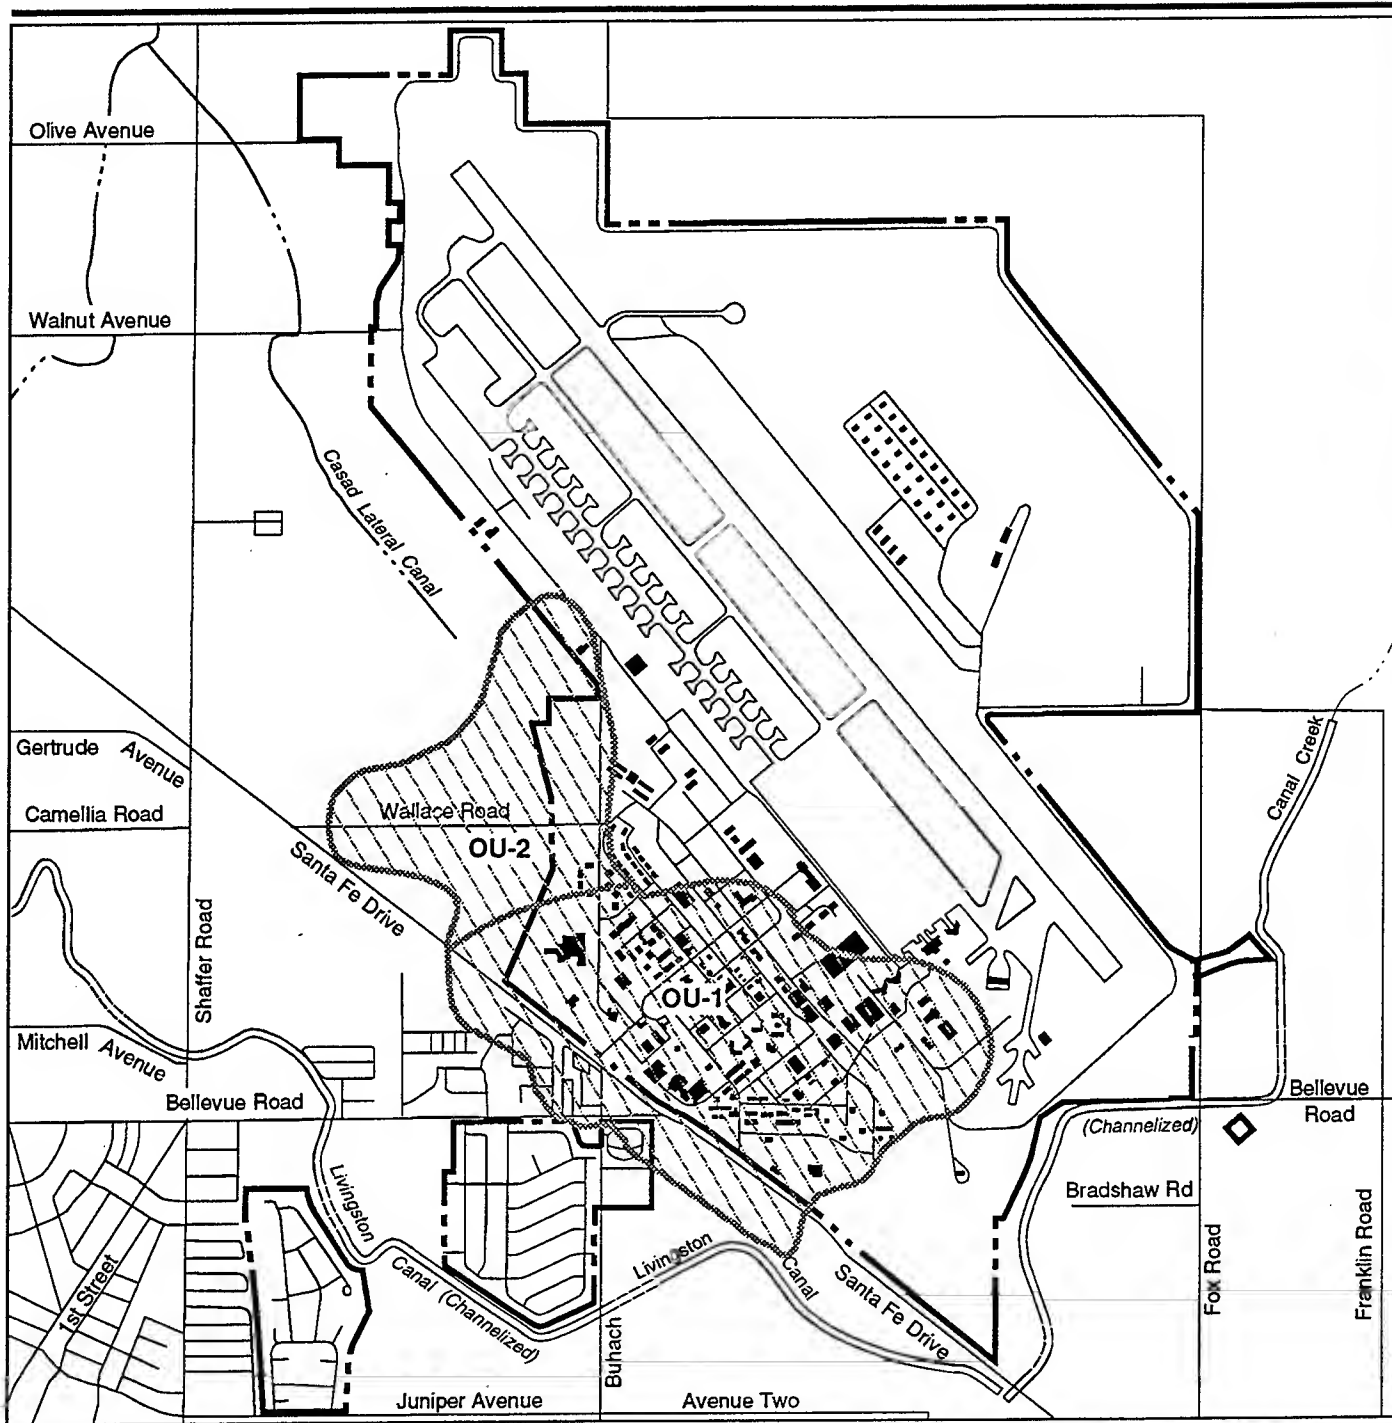 Olive Avenue
Walnut Avenue
Casad Lateral Canal
Gertrude Avenue
Camellia Road
Wallace Road
OU-2
Santa Fe Drive
Canal Creek
Shaffer Road
OU-1
Mitchell Avenue
Bellevue Road
Bellevue
Road
(Channelized)
Bradshaw Rd
Livingston
Canal (Channelized)
Livingston
Canal
Santa Fe Drive
1st Street
Fox Road
Franklin Road
Buhach
Juniper Avenue
Avenue Two